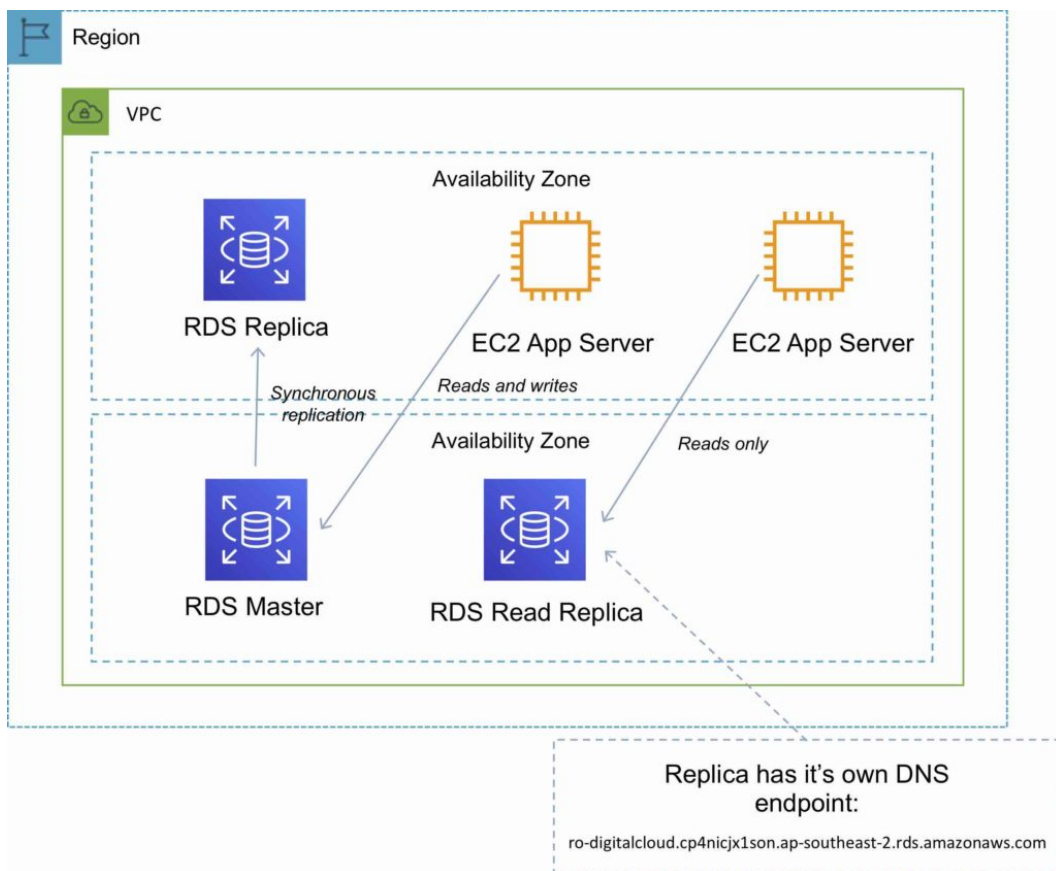 Region
VPC
Availability Zone
RDS Replica
EC2 App Server
EC2 App Server
Synchronous
replication
Reads and writes
Availability Zone
Reads only
RDS Master
RDS Read Replica
Replica has it's own DNS
endpoint:
ro-digitalcloud.cp4nicjx1son.ap-southeast-2.rds.amazonaws.com